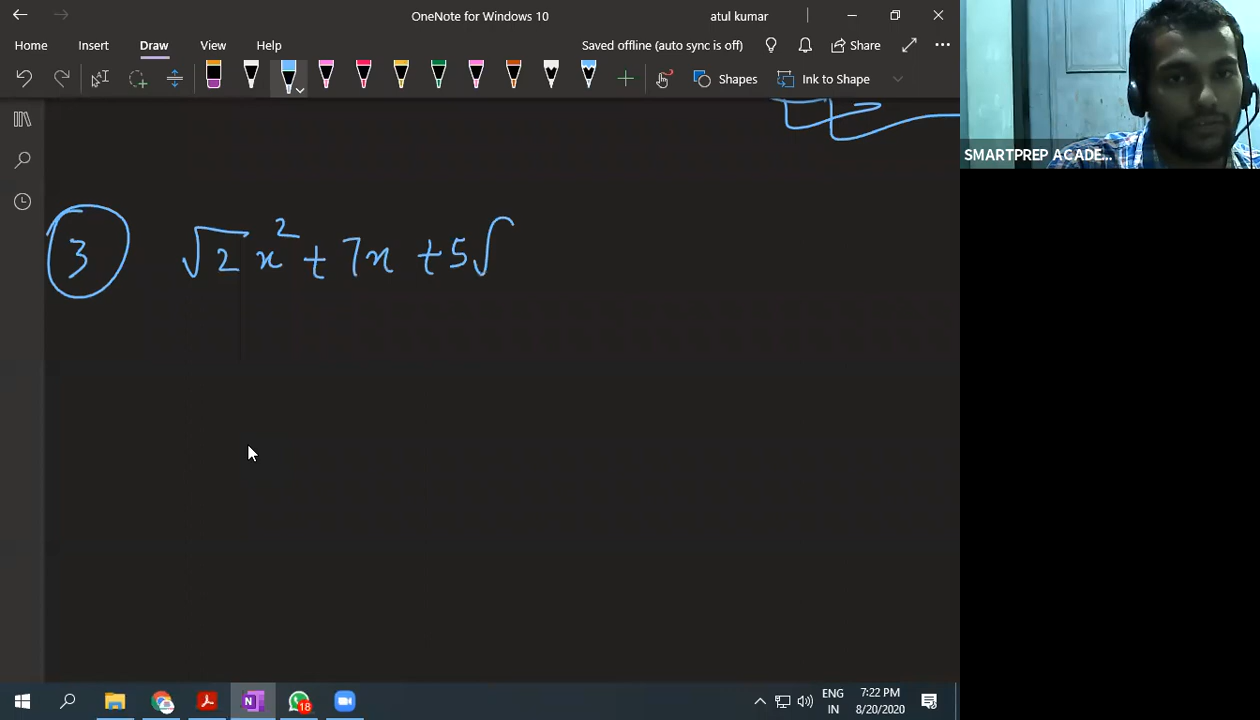 OneNote for Windows 10
atul kumar
Home Insert Draw View Help
Saved offline (auto sync is off)
Share
Shapes
Ink to Shape
SMARTPREP ACADE...
3 √2 x² + 7x + 5√
18
ENG
IN
7:22 PM
8/20/2020